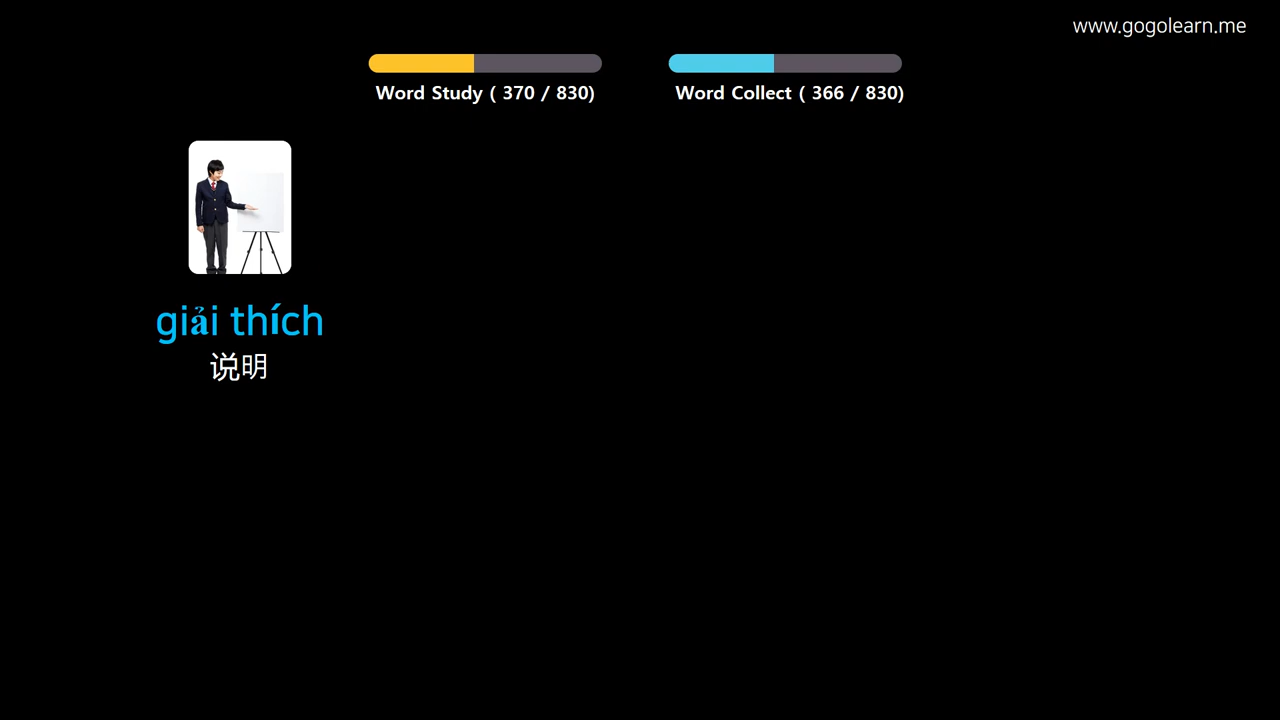 www.gogolearn.me
Word Study ( 370 / 830)
Word Collect ( 366 / 830)
giải thích
说明